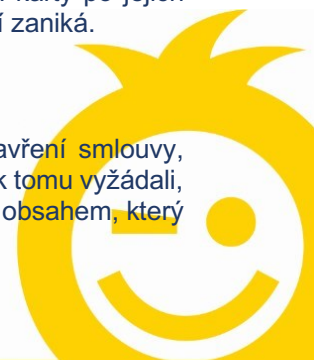 karty po jejich
í zaniká.
avření smlouvy,
k tomu vyžádali,
obsahem, který